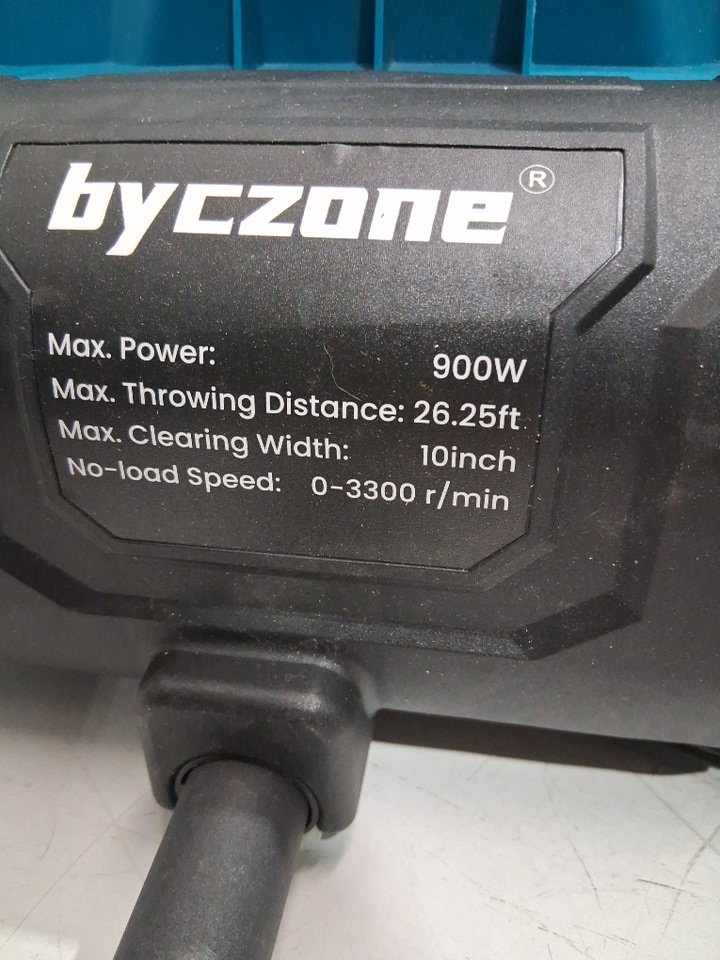 byczone ®
Max. Power: 900W
Max. Throwing Distance: 26.25ft
Max. Clearing Width: 10inch
No-load Speed: 0-3300 r/min